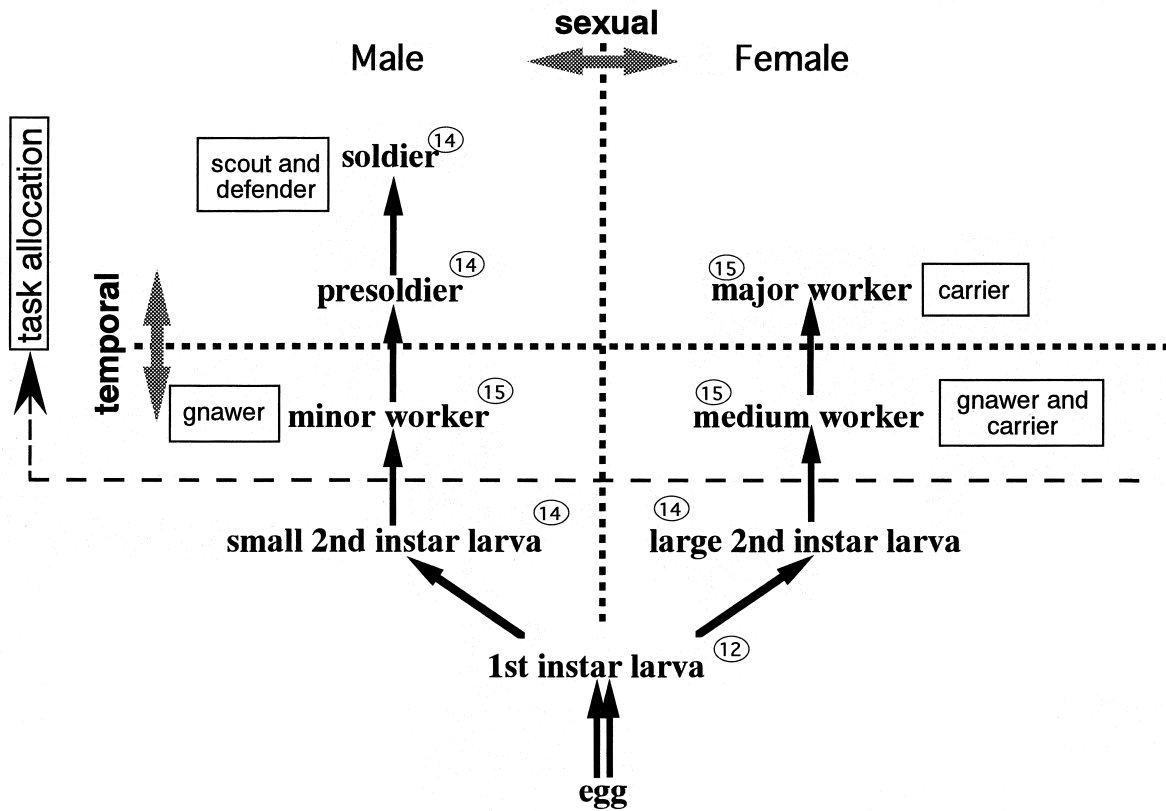 sexual
Male
Female
14
soldier
scout and
defender
task allocation
temporal
14
presoldier
15
major worker
carrier
15
minor worker
gnawer
15
medium worker
gnawer and
carrier
14
small 2nd instar larva
14
large 2nd instar larva
12
1st instar larva
egg